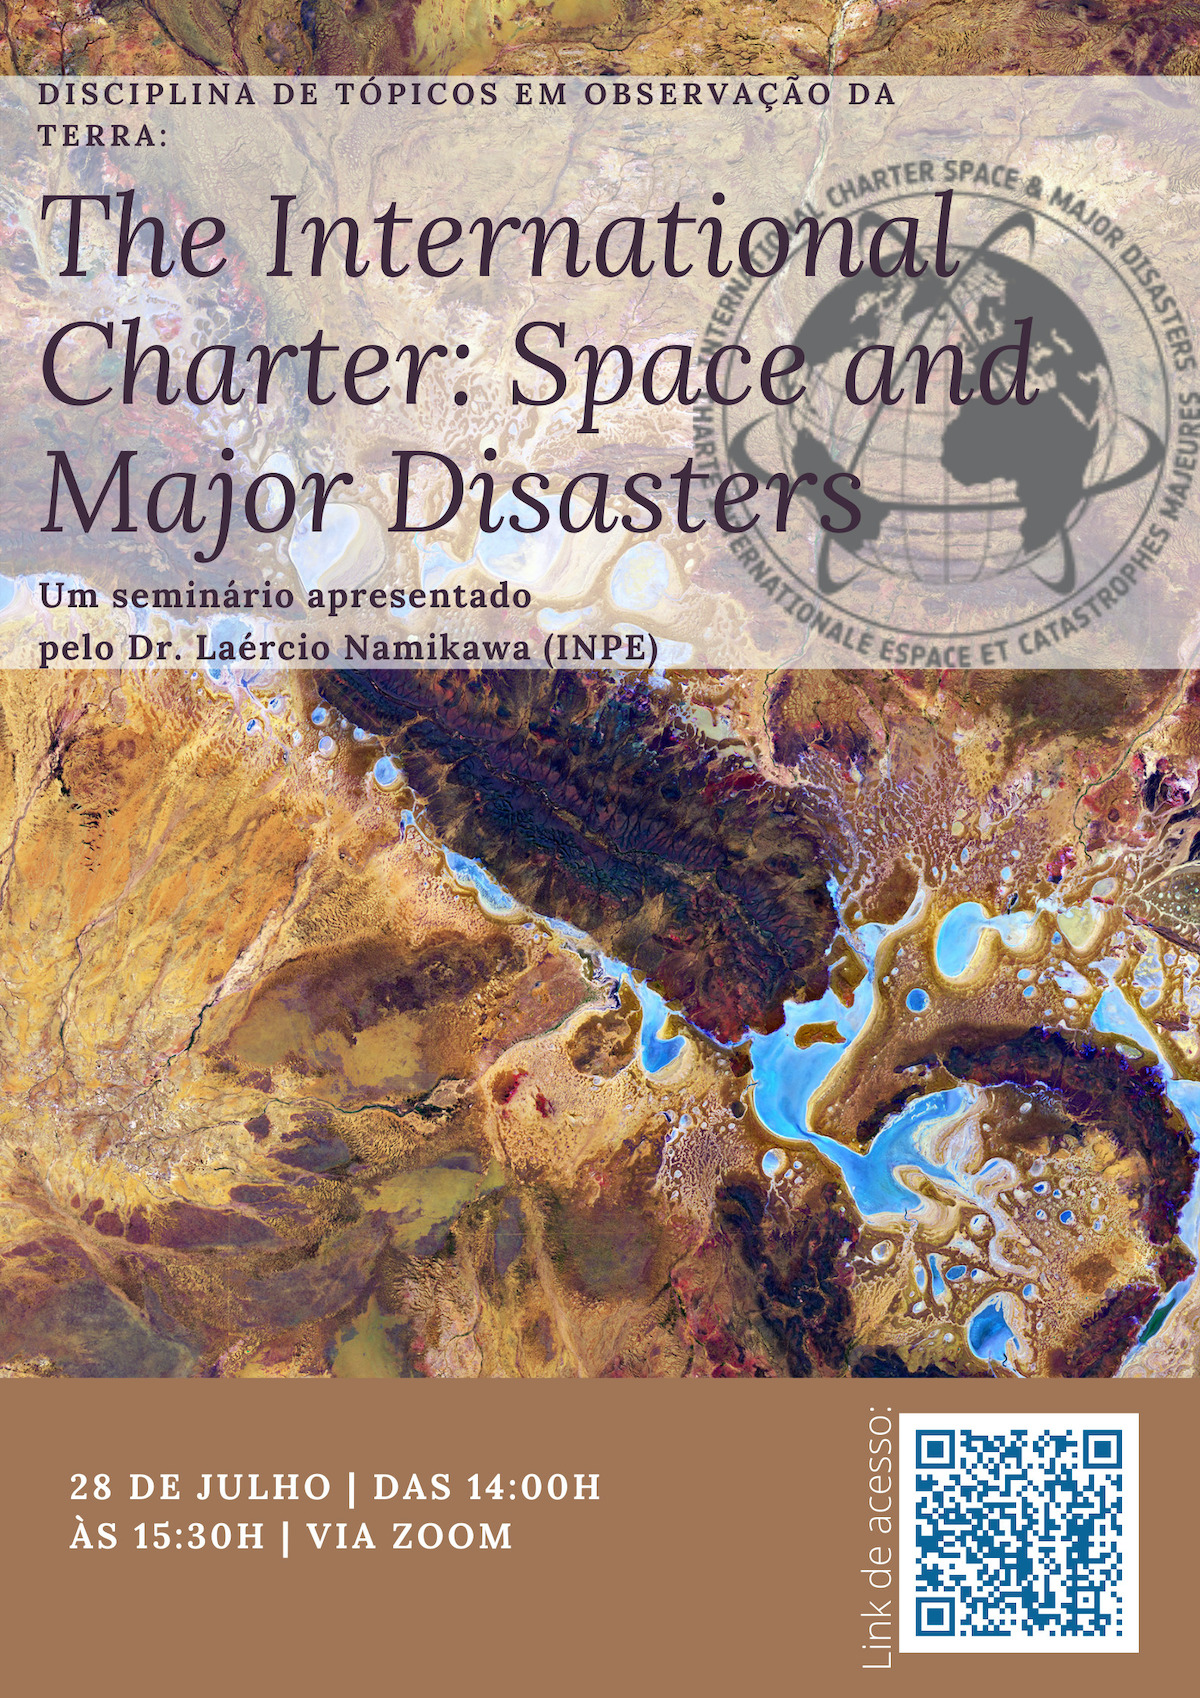 DISCIPLINA DE TÓPICOS EM OBSERVAÇÃO DA
TERRA:
The International
Charter: Space and
Major Disasters
Um seminário apresentado
pelo Dr. Laércio Namikawa (INPE)
INTERNATIONAL CHARTER SPACE & MAJOR DISASTERS
CHARTE INTERNATIONALE ESPACE ET CATASTROPHES MAJEURES
28 DE JULHO | DAS 14:00H
ÀS 15:30H | VIA ZOOM
Link de acesso: